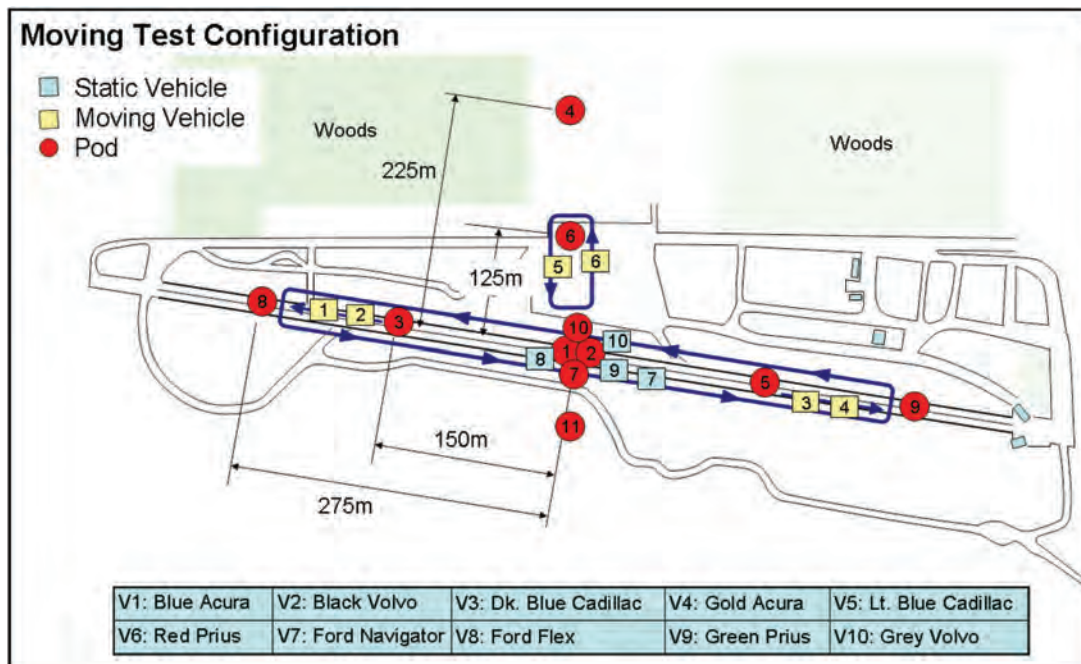 Moving Test Configuration
Static Vehicle
Moving Vehicle
Pod
Woods
Woods
4
225m
6
5
6
125m
8
1
2
3
10
10
1
2
8
9
7
7
5
3
4
9
11
150m
275m
V1: Blue Acura
V2: Black Volvo
V3: Dk. Blue Cadillac
V4: Gold Acura
V5: Lt. Blue Cadillac
V6: Red Prius
V7: Ford Navigator
V8: Ford Flex
V9: Green Prius
V10: Grey Volvo